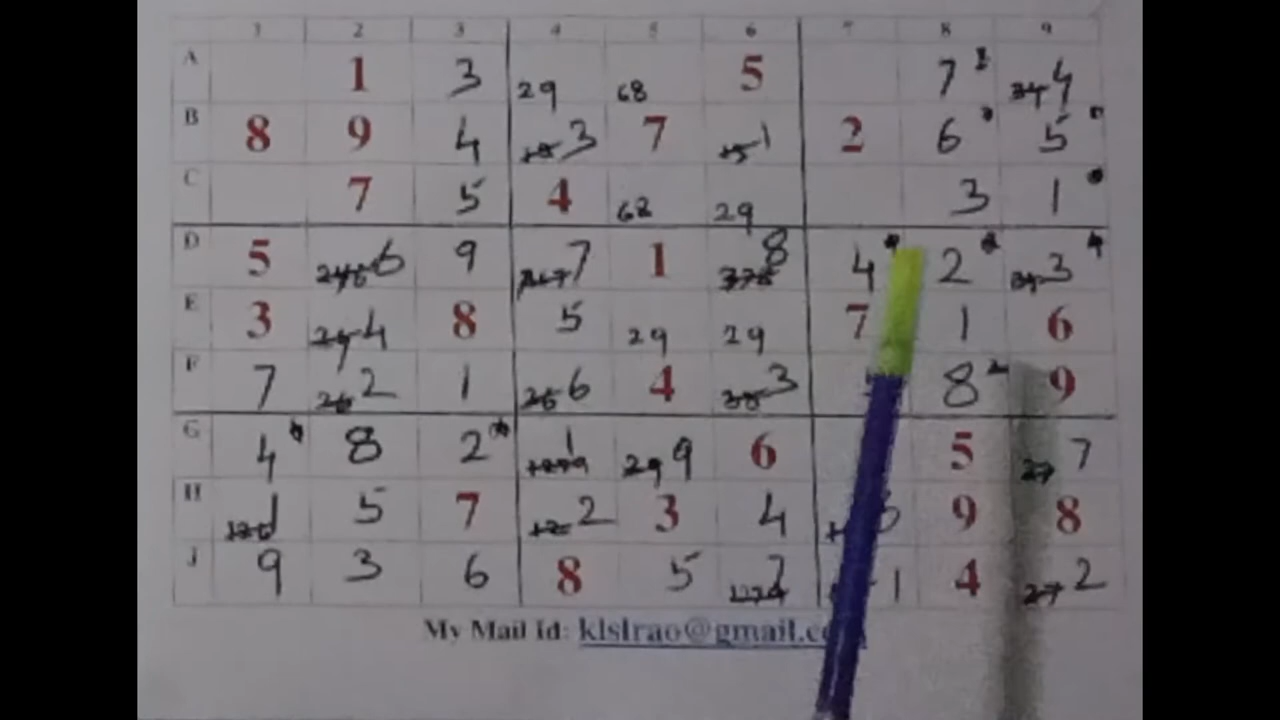 1 2 3 4 5 6 7 8 9
A 1 3 29 68 5 7 4
B 8 9 4 3 7 1 2 6 5
C 7 5 4 68 29 3 1
D 5 6 9 7 1 8 4 2 3
E 3 4 8 5 29 29 7 1 6
F 7 2 1 6 4 3 8 9
G 4 8 2 1 29 9 6 5 7
H 1 5 7 2 3 4 9 8
J 9 3 6 8 5 7 1 4 2
My Mail id: klslrao@gmail.c